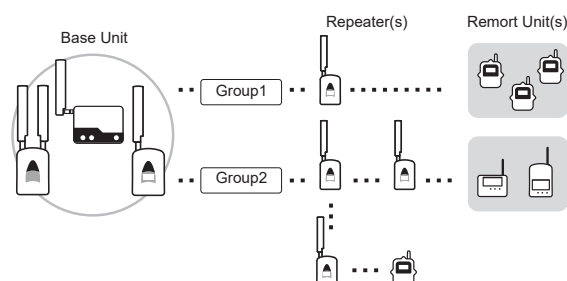 Repeater(s)
Remort Unit(s)
Base Unit
Group1
Group2